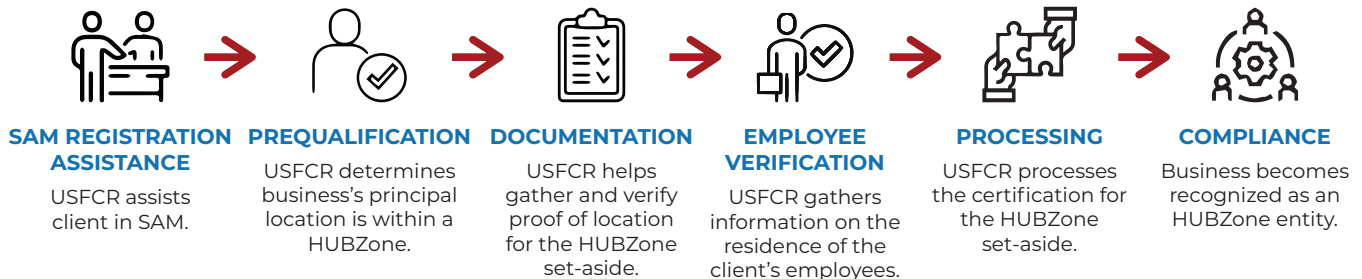 SAM REGISTRATION
ASSISTANCE
USFCR assists
client in SAM.
PREQUALIFICATION
USFCR determines
business's principal
location is within a
HUBZone.
DOCUMENTATION
USFCR helps
gather and verify
proof of location
for the HUBZone
set-aside.
EMPLOYEE
VERIFICATION
USFCR gathers
information on the
residence of the
client's employees.
PROCESSING
USFCR processes
the certification for
the HUBZone
set-aside.
COMPLIANCE
Business becomes
recognized as an
HUBZone entity.